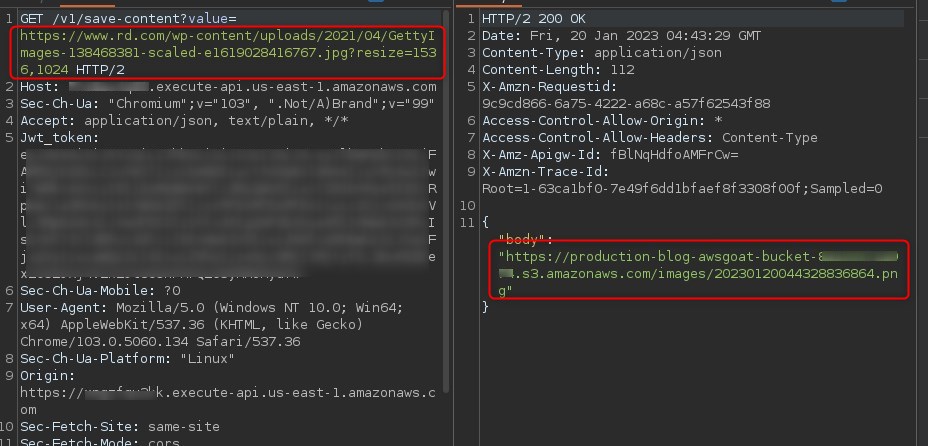 1 GET /v1/save-content?value=
https://www.rd.com/wp-content/uploads/2021/04/GettyI
mages-138468381-scaled-e1619028416767.jpg?resize=153
6,1024 HTTP/2
2 Host: .execute-api.us-east-1.amazonaws.com
3 Sec-Ch-Ua: "Chromium";v="103", ".Not/A)Brand";v="99"
4 Accept: application/json, text/plain, */*
5 Jwt_token:
6 Sec-Ch-Ua-Mobile: ?0
7 User-Agent: Mozilla/5.0 (Windows NT 10.0; Win64;
x64) AppleWebKit/537.36 (KHTML, like Gecko)
Chrome/103.0.5060.134 Safari/537.36
8 Sec-Ch-Ua-Platform: "Linux"
9 Origin:
https:// k.execute-api.us-east-1.amazonaws.c
om
10 Sec-Fetch-Site: same-site
11 Sec-Fetch-Mode: cors
1 HTTP/2 200 OK
2 Date: Fri, 20 Jan 2023 04:43:29 GMT
3 Content-Type: application/json
4 Content-Length: 112
5 X-Amzn-Requestid:
9c9cd866-6a75-4222-a68c-a57f62543f88
6 Access-Control-Allow-Origin: *
7 Access-Control-Allow-Headers: Content-Type
8 X-Amz-Apigw-Id: fBlNqHdfoAMFrCw=
9 X-Amzn-Trace-Id:
Root=1-63ca1bf0-7e49f6dd1bfaef8f3308f00f;Sampled=0
10
11 {
"body":
"https://production-blog-awsgoat-bucket-8
.s3.amazonaws.com/images/20230120044328836864.pn
g"
}